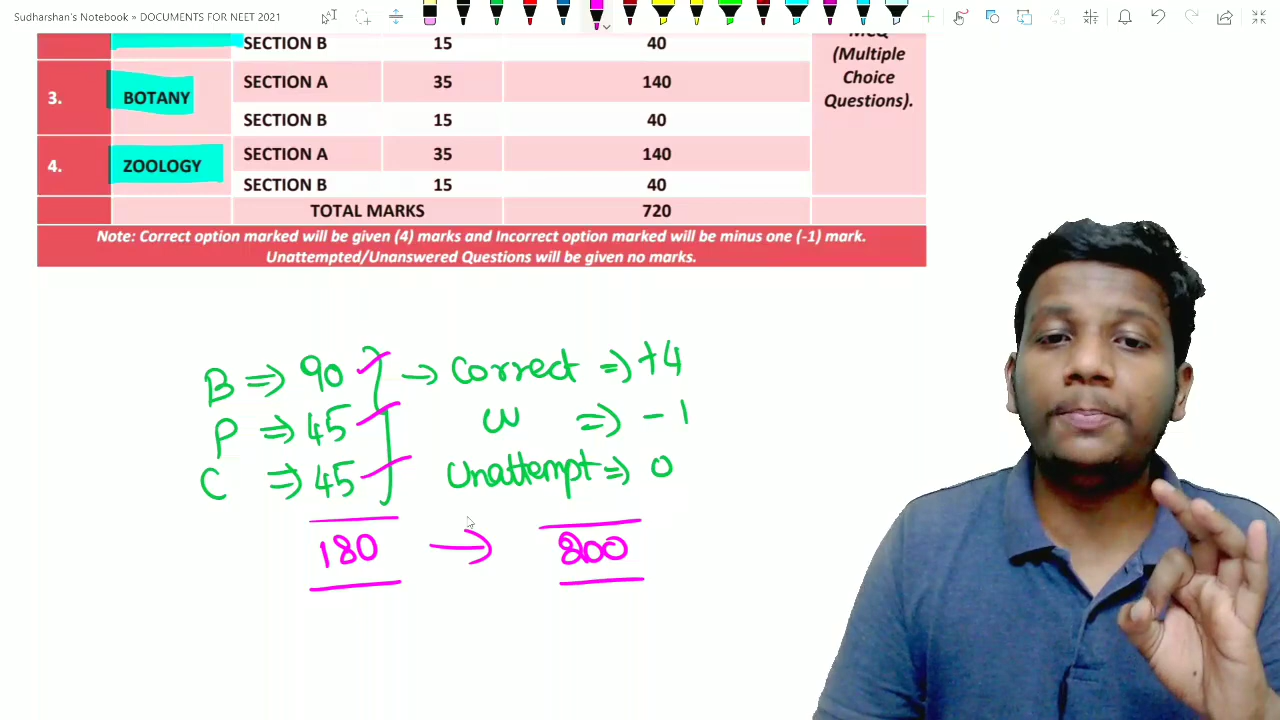 Sudharshan's Notebook » DOCUMENTS FOR NEET 2021
SECTION B 15 40
MCQ
(Multiple
Choice
Questions).
3. BOTANY SECTION A 35 140
SECTION B 15 40
4. ZOOLOGY SECTION A 35 140
SECTION B 15 40
TOTAL MARKS 720
Note: Correct option marked will be given (4) marks and Incorrect option marked will be minus one (-1) mark.
Unattempted/Unanswered Questions will be given no marks.
B => 90 → Correct => +4
P => 45 W => -1
C => 45 Unattempt => 0
180 → 800